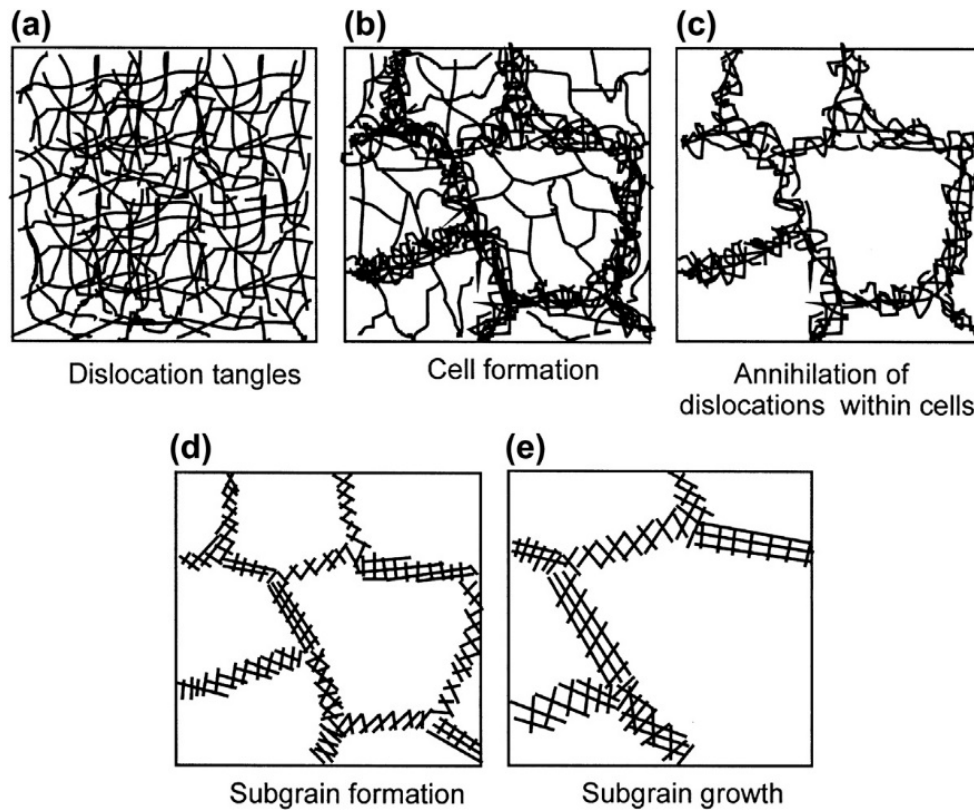 (a)
(b)
(c)
Dislocation tangles
Cell formation
Annihilation of
dislocations within cells
(d)
(e)
Subgrain formation
Subgrain growth